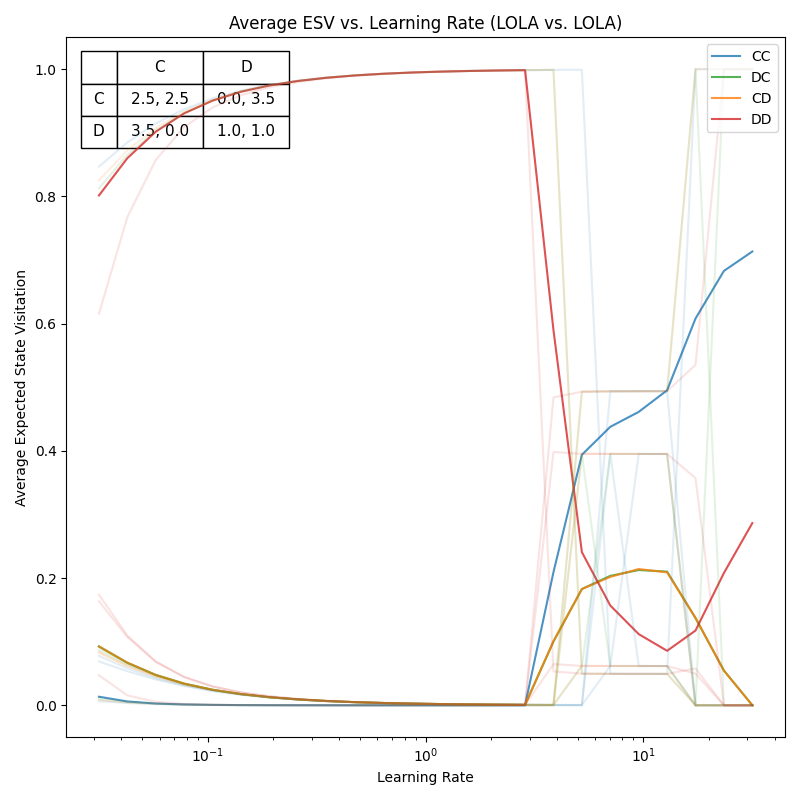 Average ESV vs. Learning Rate (LOLA vs. LOLA)
C D
C 2.5, 2.5 0.0, 3.5
D 3.5, 0.0 1.0, 1.0
CC
DC
CD
DD
Average Expected State Visitation
1.0
0.8
0.6
0.4
0.2
0.0
10⁻¹ 10⁰ 10¹
Learning Rate